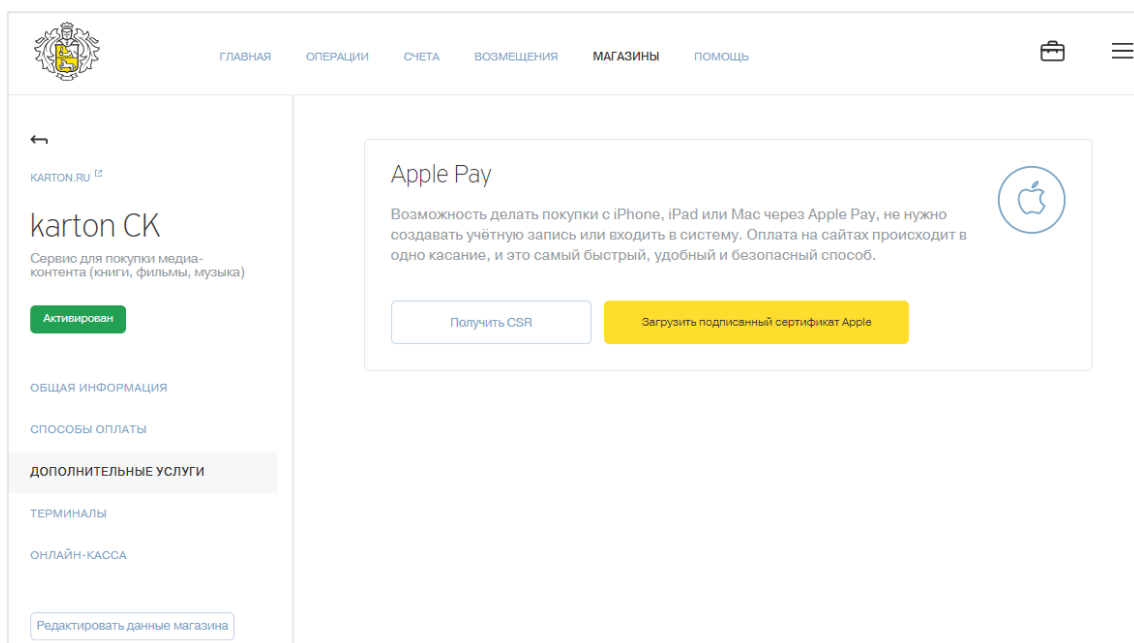 ГЛАВНАЯ ОПЕРАЦИИ СЧЕТА ВОЗМЕЩЕНИЯ МАГАЗИНЫ ПОМОЩЬ
KARTON.RU
karton CK
Сервис для покупки медиа-
контента (книги, фильмы, музыка)
Активирован
ОБЩАЯ ИНФОРМАЦИЯ
СПОСОБЫ ОПЛАТЫ
ДОПОЛНИТЕЛЬНЫЕ УСЛУГИ
ТЕРМИНАЛЫ
ОНЛАЙН-КАССА
Редактировать данные магазина
Apple Pay
Возможность делать покупки с iPhone, iPad или Mac через Apple Pay, не нужно
создавать учётную запись или входить в систему. Оплата на сайтах происходит в
одно касание, и это самый быстрый, удобный и безопасный способ.
Получить CSR
Загрузить подписанный сертификат Apple